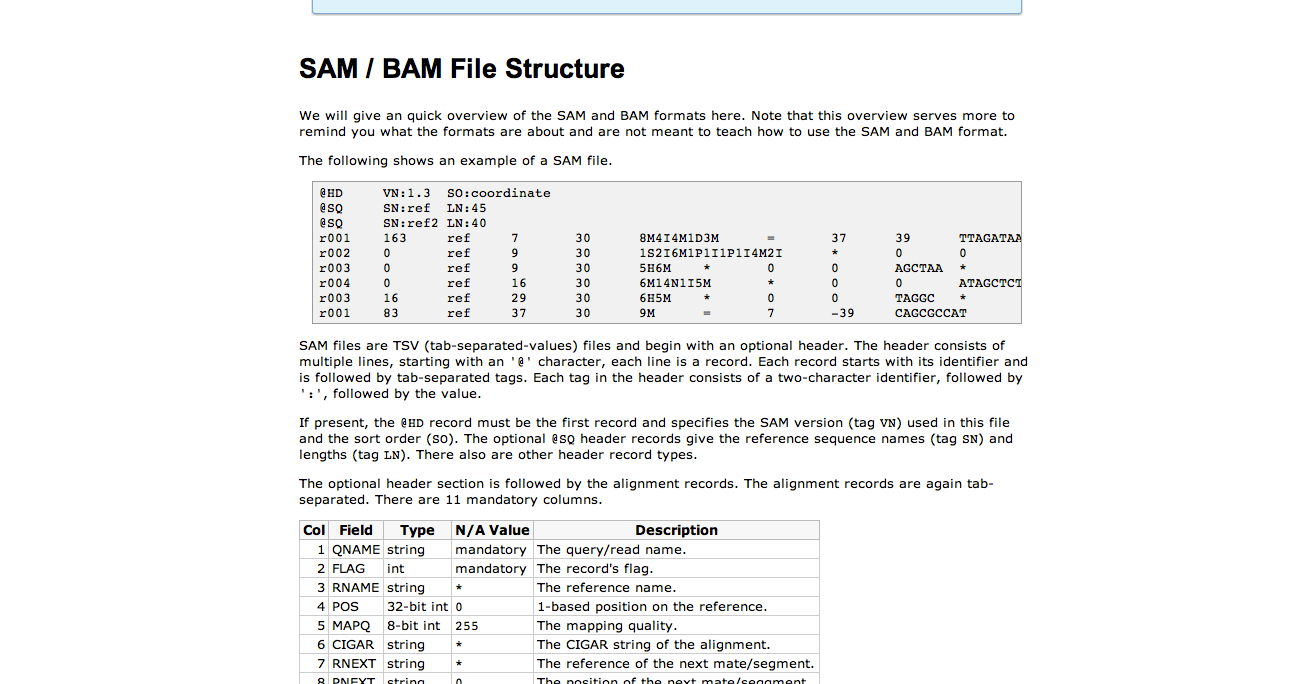 SAM / BAM File Structure
We will give an quick overview of the SAM and BAM formats here. Note that this overview serves more to
remind you what the formats are about and are not meant to teach how to use the SAM and BAM format.
The following shows an example of a SAM file.
@HD VN:1.3 SO:coordinate
@SQ SN:ref LN:45
@SQ SN:ref2 LN:40
r001 163 ref 7 30 8M4I4M1D3M = 37 39 TTAGATAA
r002 0 ref 9 30 1S2I6M1P1I1P1I4M2I * 0 0
r003 0 ref 9 30 5H6M * 0 0 AGCTAA *
r004 0 ref 16 30 6M14N1I5M * 0 0 ATAGCTCT
r003 16 ref 29 30 6H5M * 0 0 TAGGC *
r001 83 ref 37 30 9M = 7 -39 CAGCGCCAT
SAM files are TSV (tab-separated-values) files and begin with an optional header. The header consists of
multiple lines, starting with an '@' character, each line is a record. Each record starts with its identifier and
is followed by tab-separated tags. Each tag in the header consists of a two-character identifier, followed by
':', followed by the value.
If present, the @HD record must be the first record and specifies the SAM version (tag VN) used in this file
and the sort order (SO). The optional @SQ header records give the reference sequence names (tag SN) and
lengths (tag LN). There also are other header record types.
The optional header section is followed by the alignment records. The alignment records are again tab-
separated. There are 11 mandatory columns.
Col Field Type N/A Value Description
1 QNAME string mandatory The query/read name.
2 FLAG int mandatory The record's flag.
3 RNAME string * The reference name.
4 POS 32-bit int 0 1-based position on the reference.
5 MAPQ 8-bit int 255 The mapping quality.
6 CIGAR string * The CIGAR string of the alignment.
7 RNEXT string * The reference of the next mate/segment.
8 PNEXT string 0 The position of the next mate/seqgment.